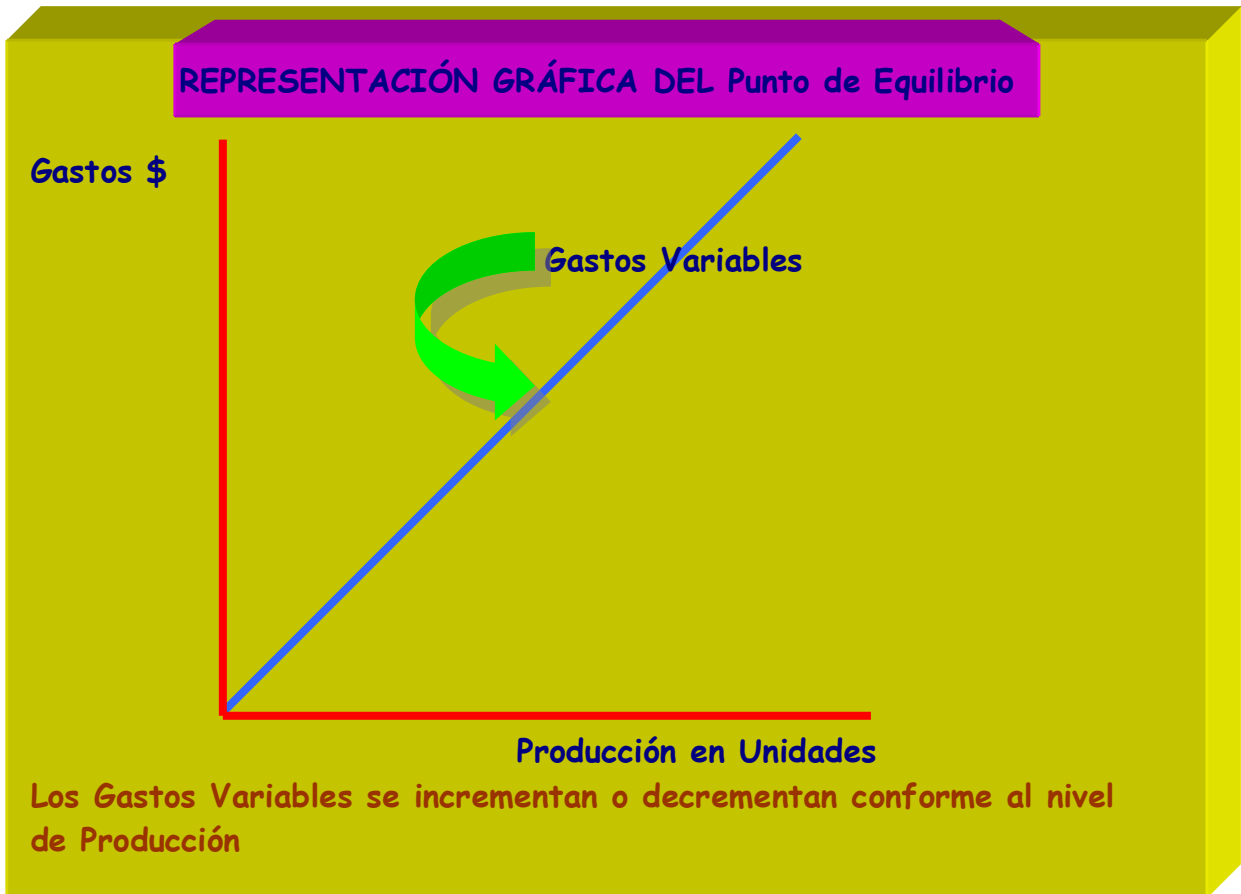 REPRESENTACIÓN GRÁFICA DEL Punto de Equilibrio
Gastos $
Gastos Variables
Producción en Unidades
Los Gastos Variables se incrementan o decrementan conforme al nivel
de Producción